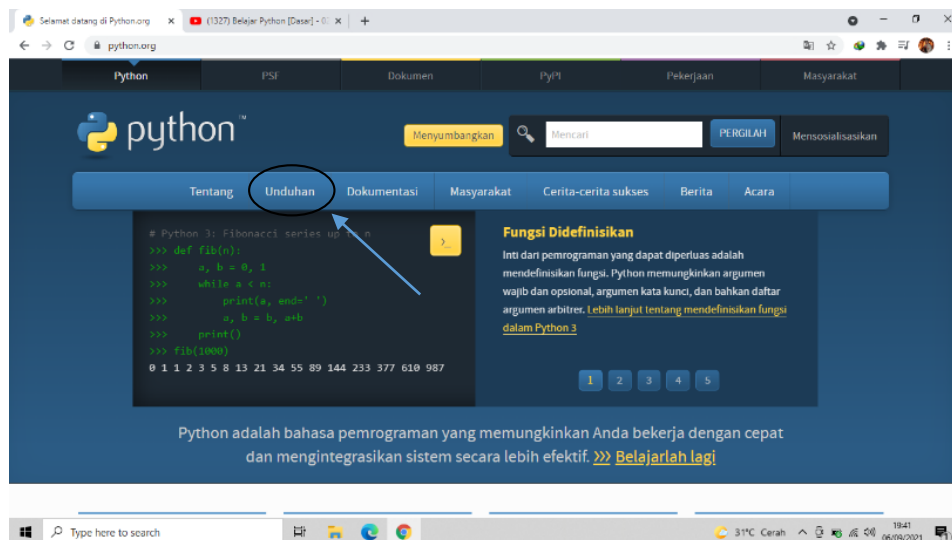 Selamat datang di Python.org
(1327) Belajar Python [Dasar] - 0
python.org
Python PSF Dokumen PyPI Pekerjaan Masyarakat
python™
Menyumbangkan Mencari PERGILAH Mensosialisasikan
Tentang Unduhan Dokumentasi Masyarakat Cerita-cerita sukses Berita Acara
# Python 3: Fibonacci series up to n
>>> def fib(n):
>>> a, b = 0, 1
>>> while a < n:
>>> print(a, end=' ')
>>> a, b = b, a+b
>>> print()
>>> fib(1000)
0 1 1 2 3 5 8 13 21 34 55 89 144 233 377 610 987
>_
Fungsi Didefinisikan
Inti dari pemrograman yang dapat diperluas adalah
mendefinisikan fungsi. Python memungkinkan argumen
wajib dan opsional, argumen kata kunci, dan bahkan daftar
argumen arbitrer. Lebih lanjut tentang mendefinisikan fungsi
dalam Python 3
1 2 3 4 5
Python adalah bahasa pemrograman yang memungkinkan Anda bekerja dengan cepat
dan mengintegrasikan sistem secara lebih efektif. >>> Belajarlah lagi
Type here to search
31°C Cerah
19:41
06/09/2021